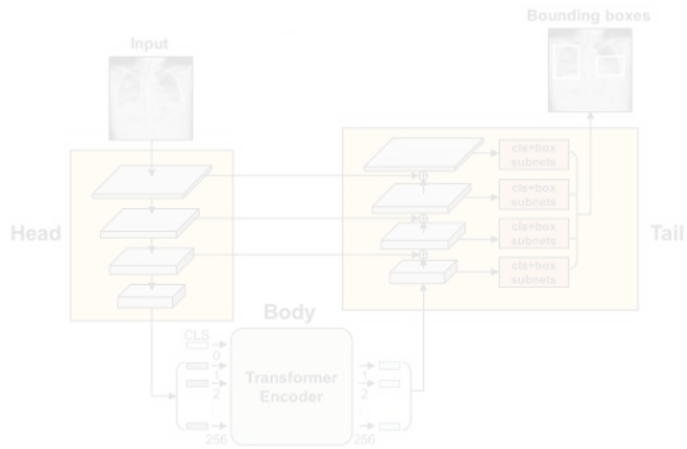 Bounding boxes
Input
cls+box
subnets
cls+box
subnets
Head
cls+box
subnets
Tail
cls+box
subnets
Body
CLS
0
1
2
256
Transformer
Encoder
1
2
256